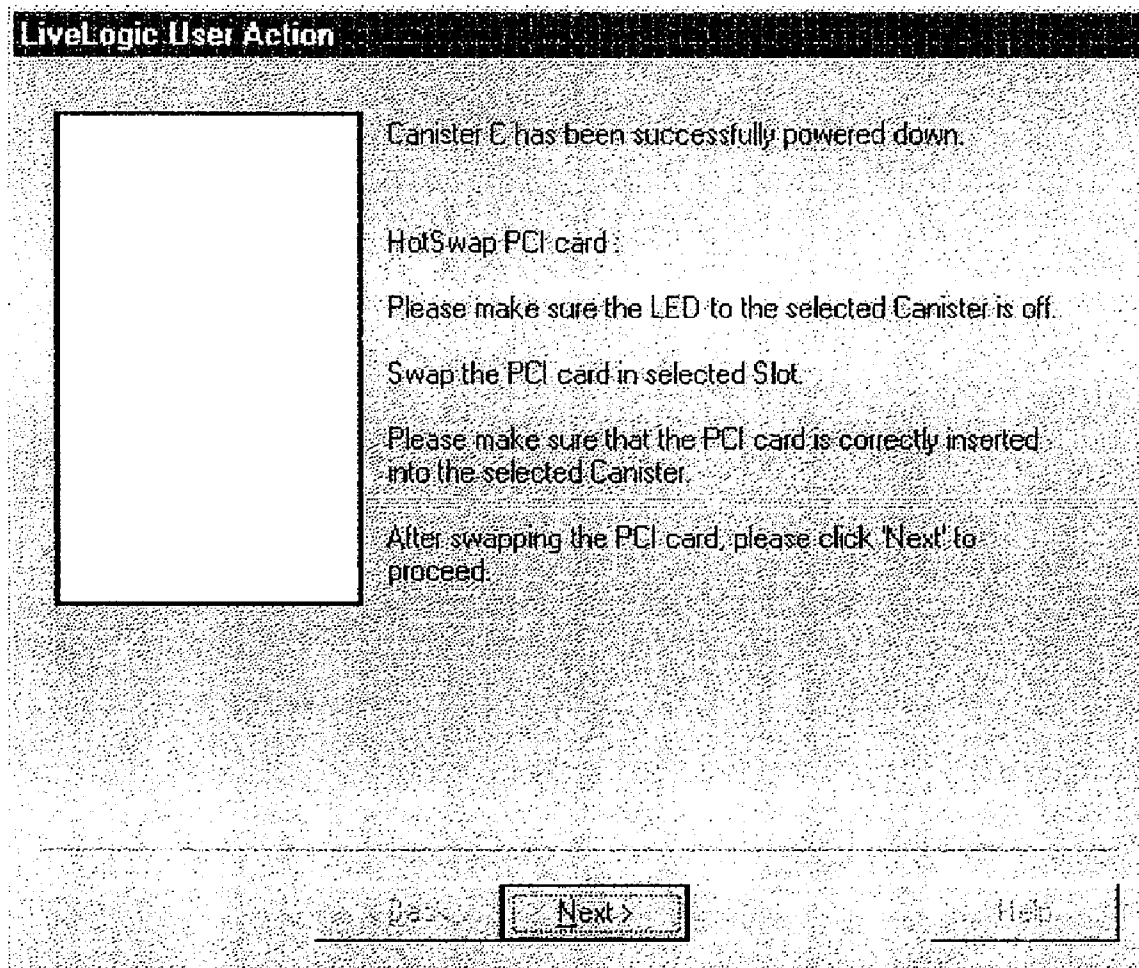 LiveLogic User Action
Canister C has been successfully powered down.
HotSwap PCI card :
Please make sure the LED to the selected Canister is off.
Swap the PCI card in selected Slot.
Please make sure that the PCI card is correctly inserted
into the selected Canister.
After swapping the PCI card, please click 'Next' to
proceed.
Next >
Help